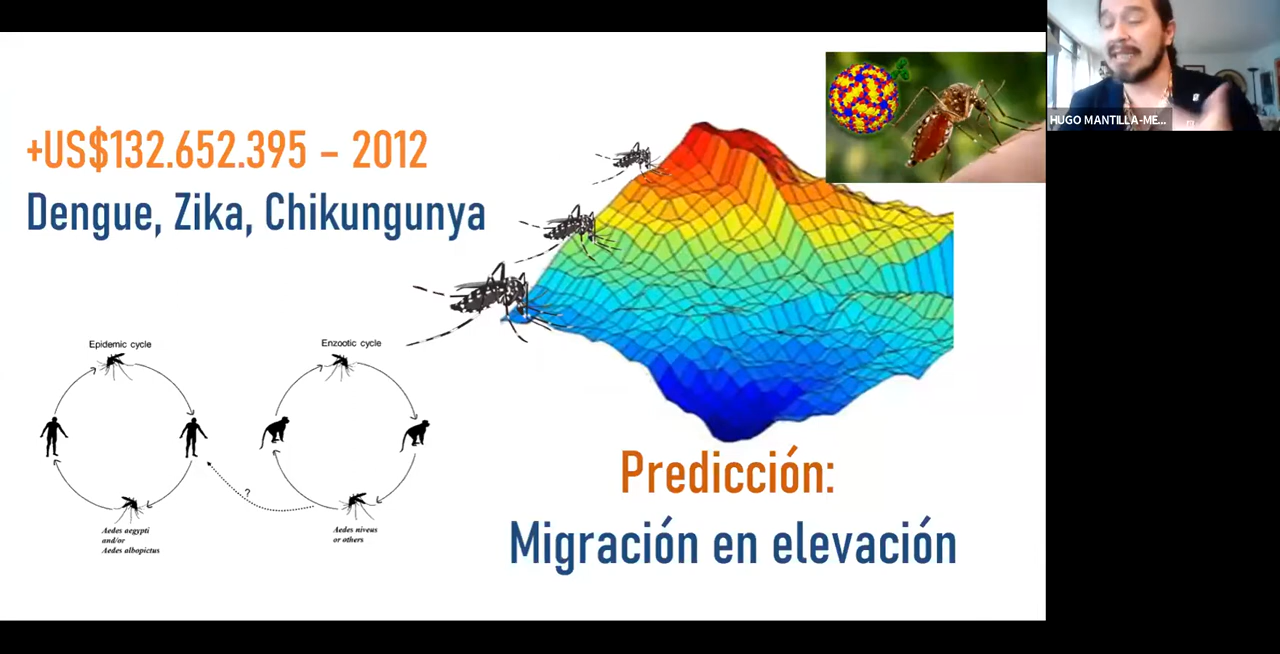 +US$132.652.395 – 2012
Dengue, Zika, Chikungunya
Epidemic cycle
Enzootic cycle
?
Aedes aegypti
and/or
Aedes albopictus
Aedes niveus
or others
Predicción:
Migración en elevación
HUGO MANTILLA-ME...